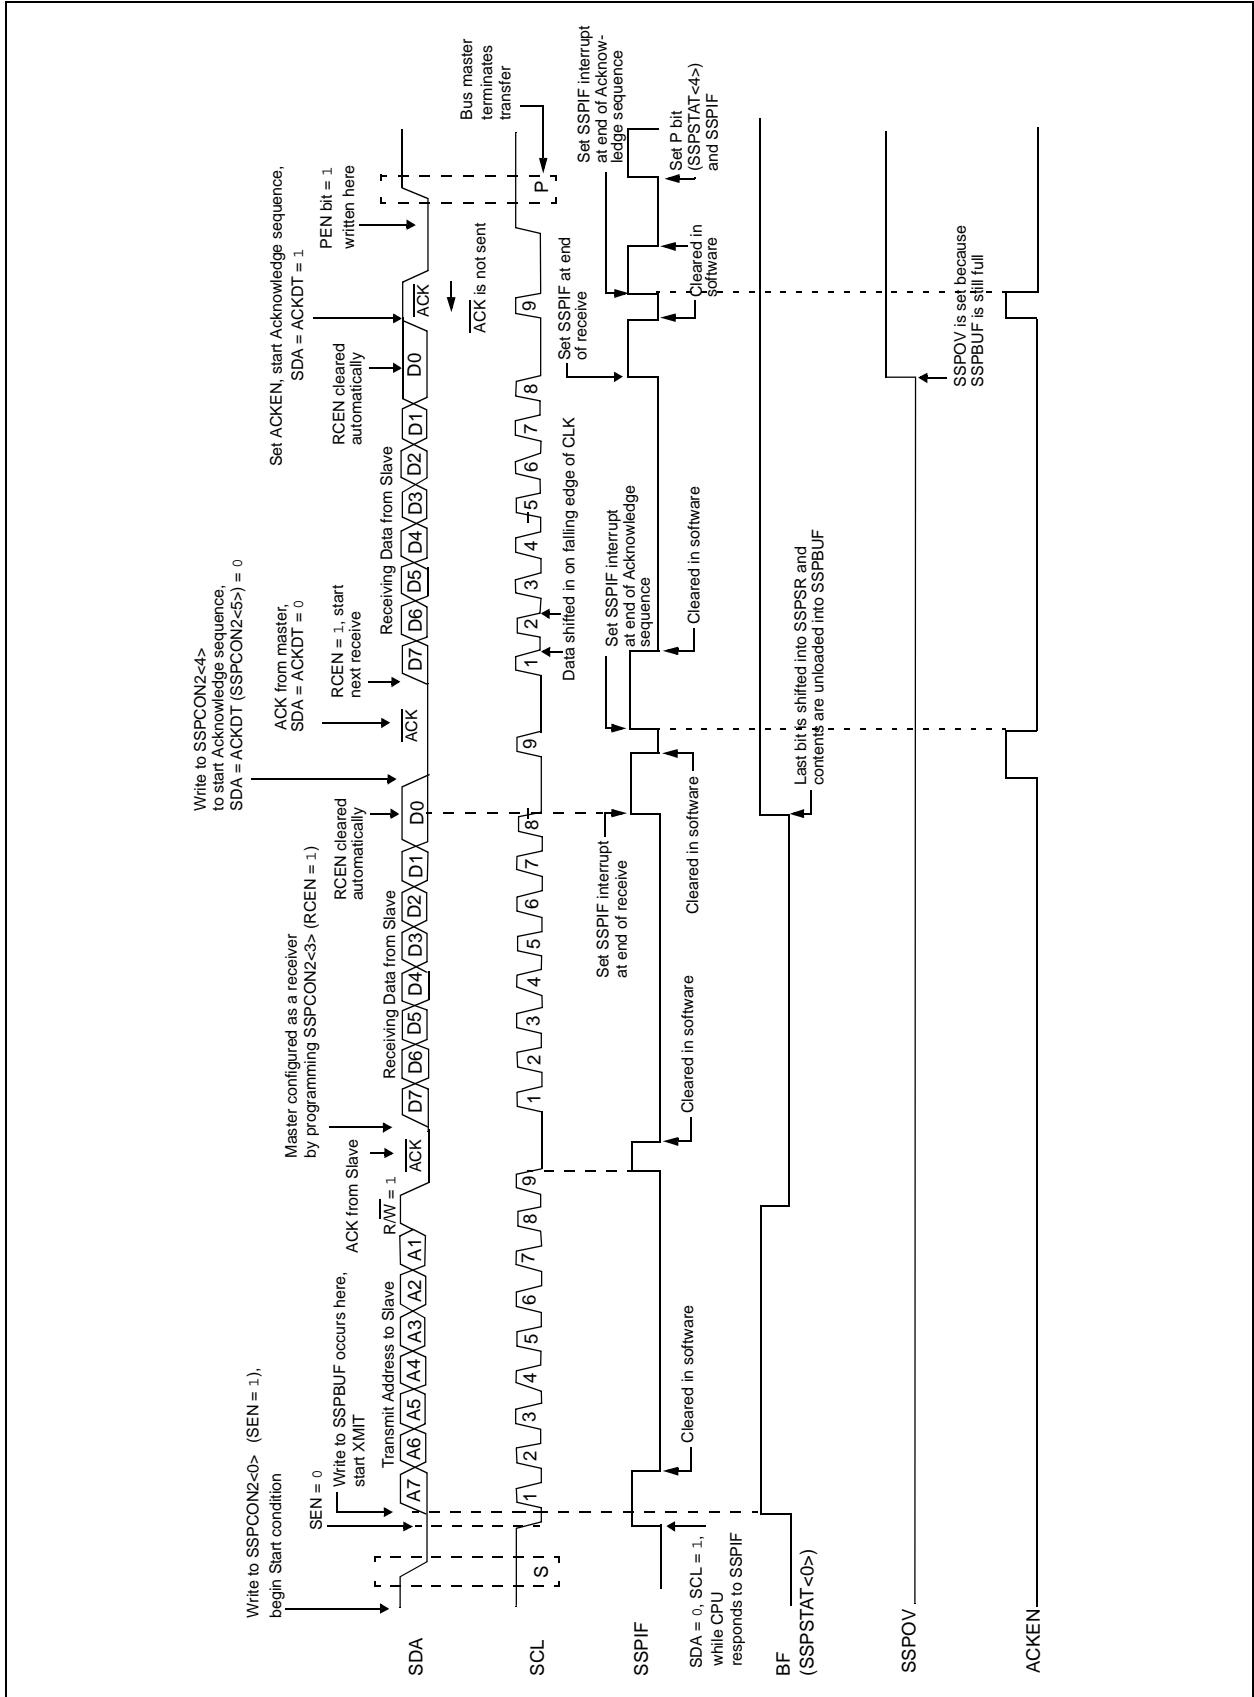 Write to SSPCON2<0> (SEN = 1),
begin Start condition
SEN = 0
Write to SSPBUF occurs here,
start XMIT
Transmit Address to Slave
R/W = 1
ACK from Slave
Master configured as a receiver
by programming SSPCON2<3> (RCEN = 1)
Receiving Data from Slave
RCEN cleared
automatically
Write to SSPCON2<4>
to start Acknowledge sequence,
SDA = ACKDT (SSPCON2<5>) = 0
ACK from master,
SDA = ACKDT = 0
RCEN = 1, start
next receive
Receiving Data from Slave
RCEN cleared
automatically
Set ACKEN, start Acknowledge sequence,
SDA = ACKDT = 1
PEN bit = 1
written here
SDA
A7 A6 A5 A4 A3 A2 A1 ACK D7 D6 D5 D4 D3 D2 D1 D0 ACK D7 D6 D5 D4 D3 D2 D1 D0 ACK
ACK is not sent
Bus master
terminates
transfer
SCL
S 1 2 3 4 5 6 7 8 9 1 2 3 4 5 6 7 8 9 1 2 3 4 5 6 7 8 9 P
Data shifted in on falling edge of CLK
Set SSPIF interrupt
at end of receive
Set SSPIF interrupt
at end of Acknowledge
sequence
Set SSPIF at end
of receive
Set SSPIF interrupt
at end of Acknow-
ledge sequence
SSPIF
SDA = 0, SCL = 1,
while CPU
responds to SSPIF
Cleared in software
Cleared in software
Cleared in software
Cleared in software
Cleared in
software
Set P bit
(SSPSTAT<4>)
and SSPIF
BF
(SSPSTAT<0>)
Last bit is shifted into SSPSR and
contents are unloaded into SSPBUF
SSPOV
SSPOV is set because
SSPBUF is still full
ACKEN